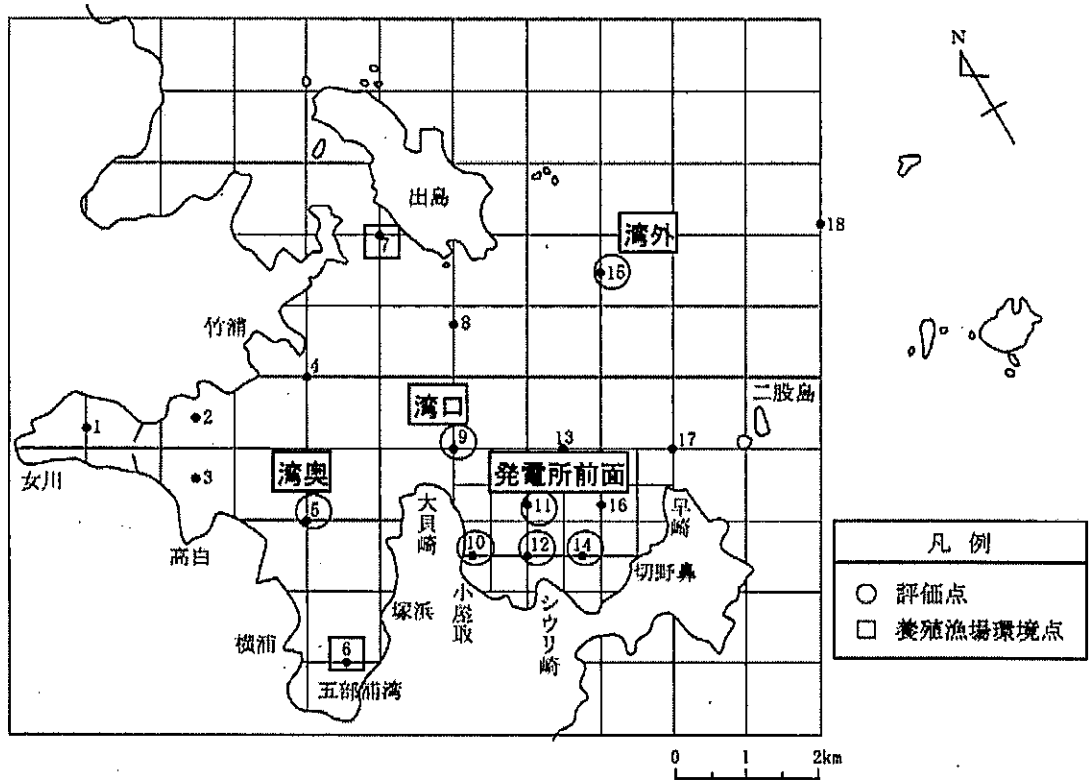 N
出島
湾外
18
7
15
竹浦
8
4
二股島
湾口
1
2
9
13
17
女川
3
湾奥
発電所前面
5
大貝崎
11
16
早崎
高白
10
12
14
切野鼻
塚浜
小屋取
シウリ崎
横浦
6
五部浦湾
凡例
○ 評価点
□ 養殖漁場環境点
0 1 2km